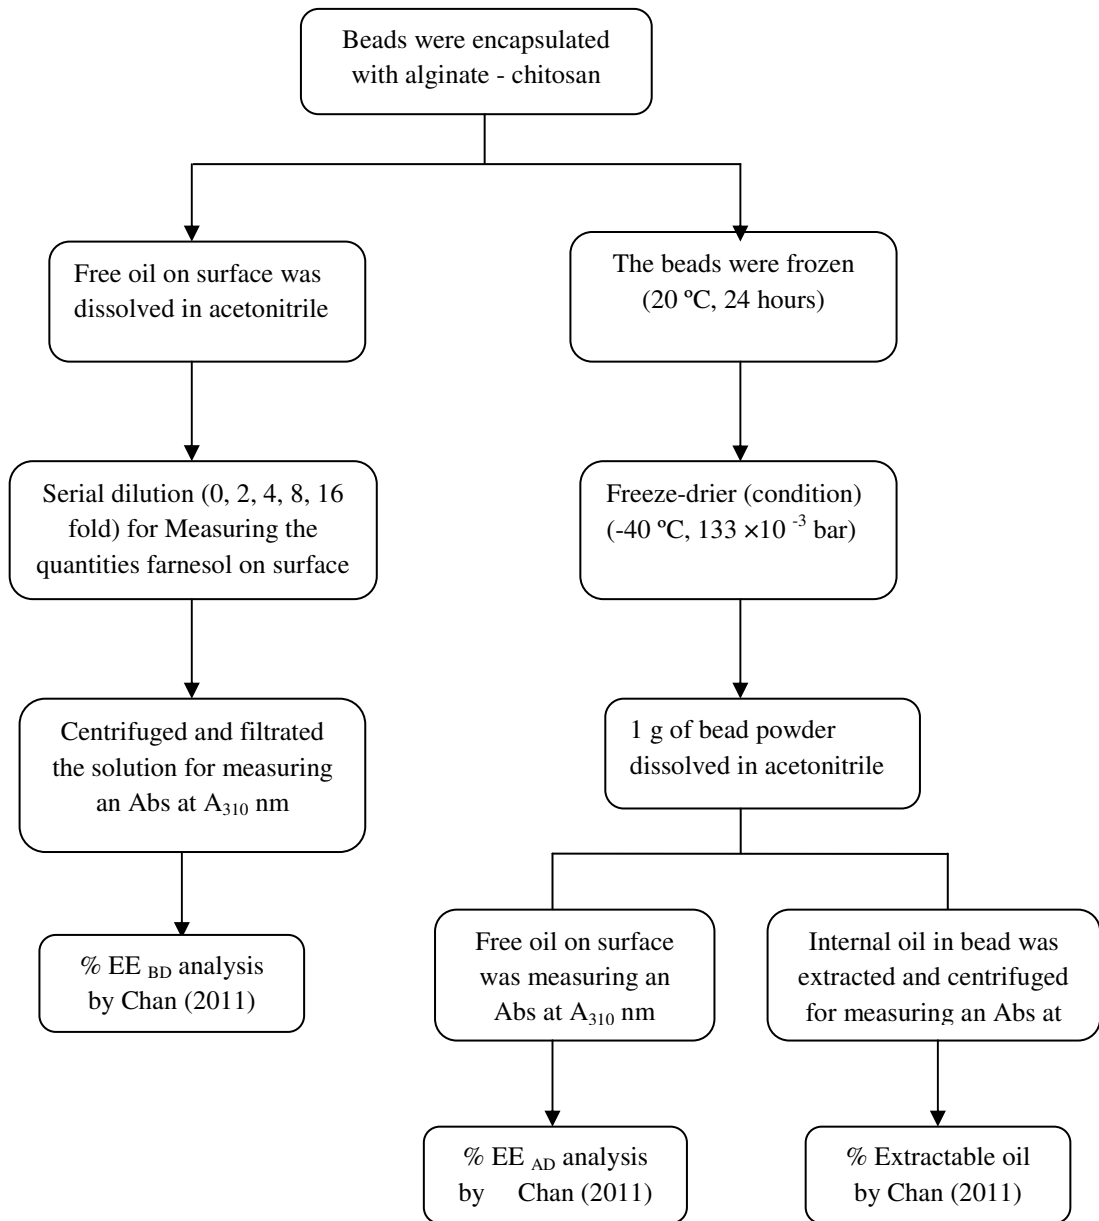 Beads were encapsulated
with alginate - chitosan
Free oil on surface was
dissolved in acetonitrile
The beads were frozen
(20 ºC, 24 hours)
Serial dilution (0, 2, 4, 8, 16
fold) for Measuring the
quantities farnesol on surface
Freeze-drier (condition)
(-40 ºC, 133 ×10 -3 bar)
Centrifuged and filtrated
the solution for measuring
an Abs at A310 nm
1 g of bead powder
dissolved in acetonitrile
% EE BD analysis
by Chan (2011)
Free oil on surface
was measuring an
Abs at A310 nm
Internal oil in bead was
extracted and centrifuged
for measuring an Abs at
% EE AD analysis
by Chan (2011)
% Extractable oil
by Chan (2011)